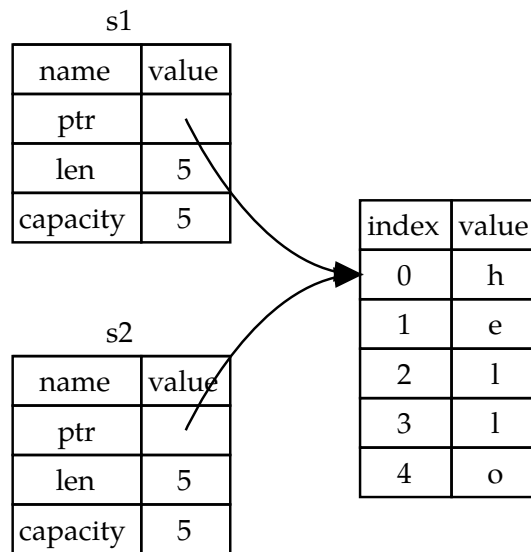 s1
name value
ptr
len 5
capacity 5
s2
name value
ptr
len 5
capacity 5
index value
0 h
1 e
2 l
3 l
4 o